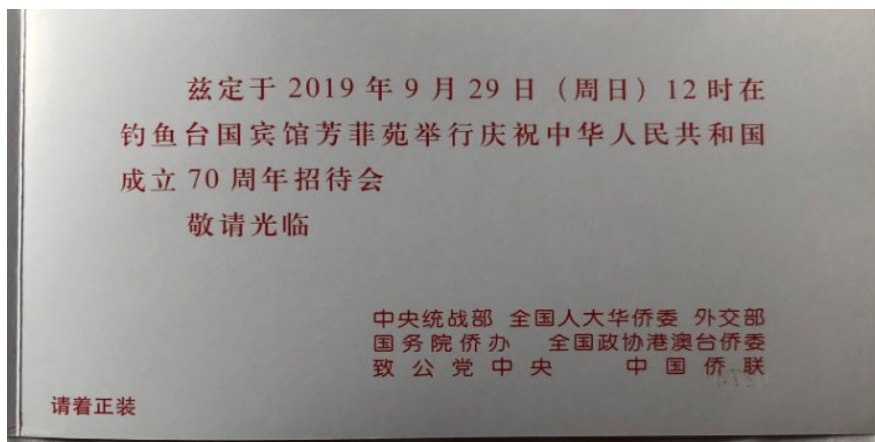 兹定于 2019 年 9 月 29 日（周日）12 时在
钓鱼台国宾馆芳菲苑举行庆祝中华人民共和国
成立 70 周年招待会
敬请光临
中央统战部 全国人大华侨委 外交部
国务院侨办 全国政协港澳台侨委
致公党中央 中国侨联
请着正装